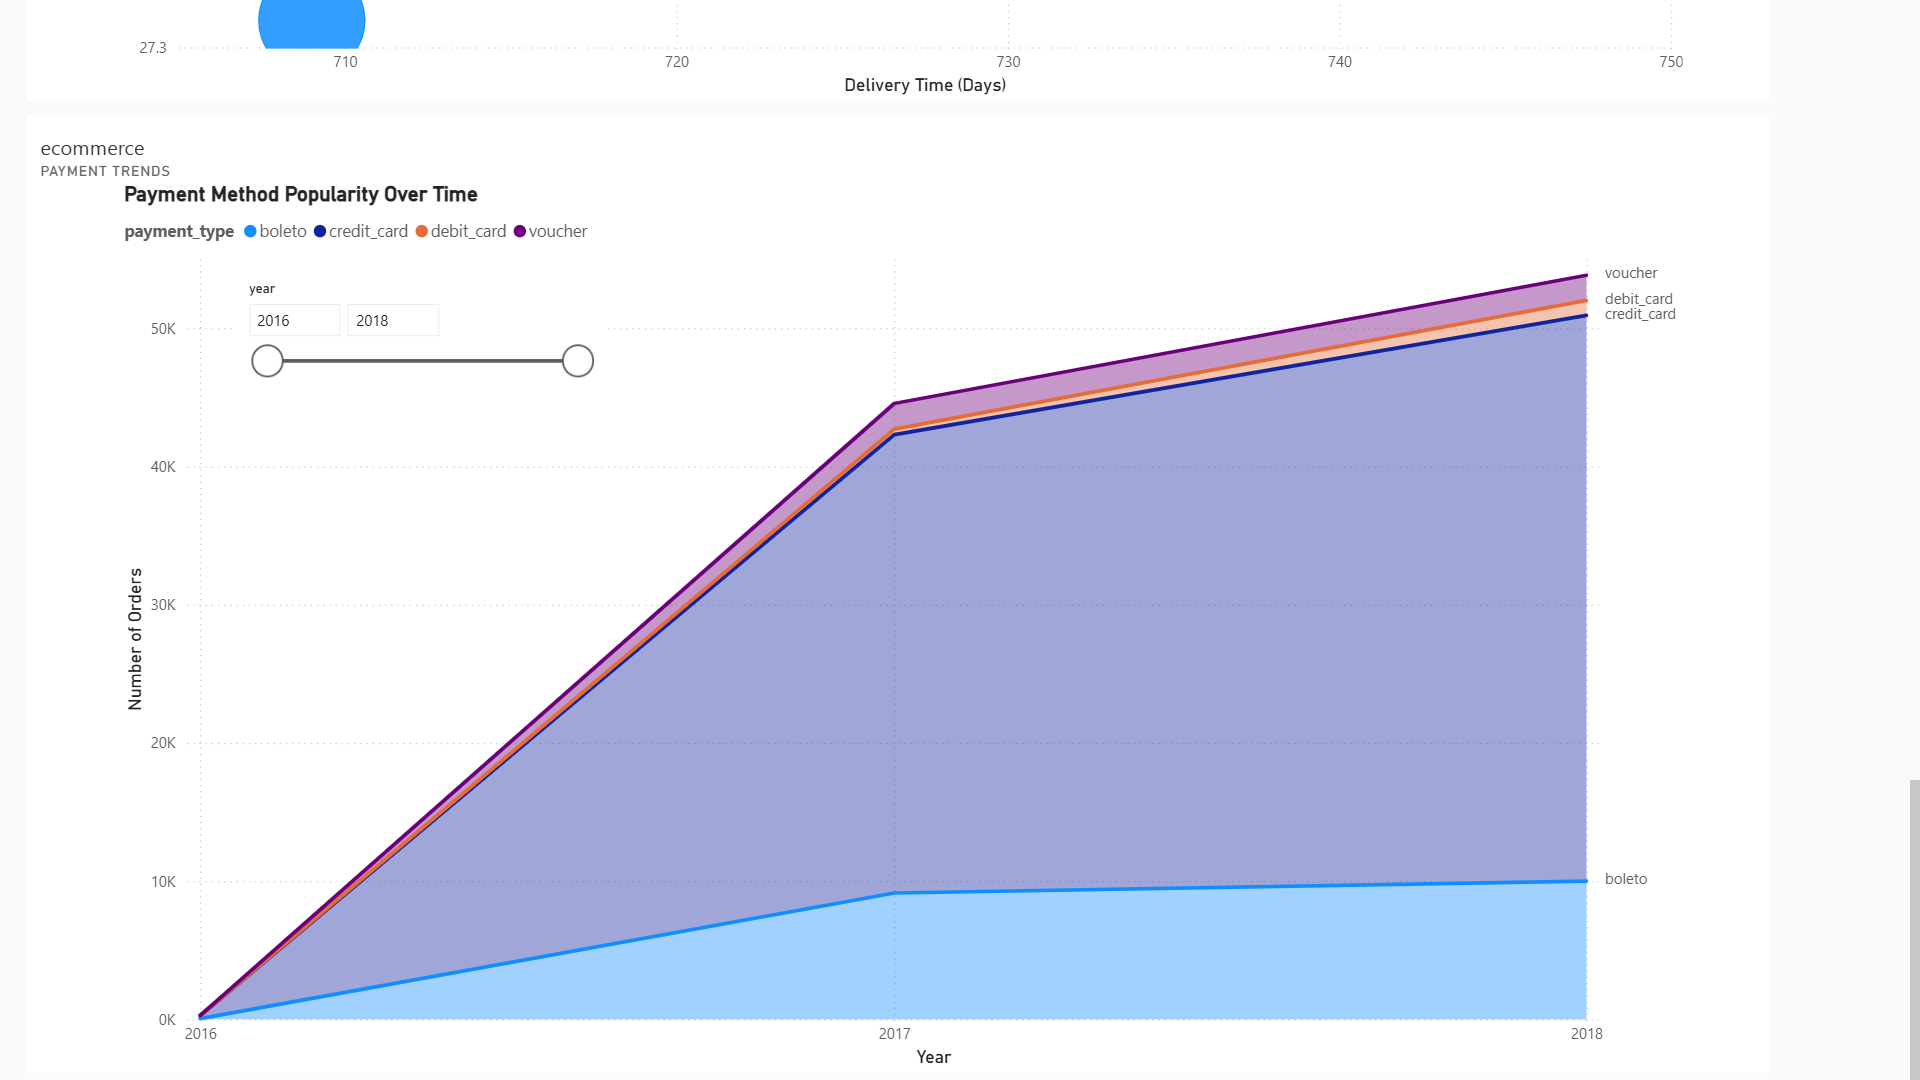 27.3
710 720 730 740 750
Delivery Time (Days)
ecommerce
PAYMENT TRENDS
Payment Method Popularity Over Time
payment_type boleto credit_card debit_card voucher
year
2016 2018
50K
40K
30K
20K
10K
0K
Number of Orders
voucher
debit_card
credit_card
boleto
2016 2017 2018
Year